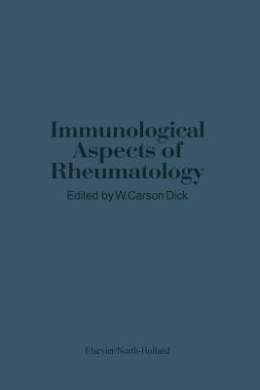 Immunological
Aspects of
Rheumatology
Edited by W. Carson Dick
Elsevier/North-Holland